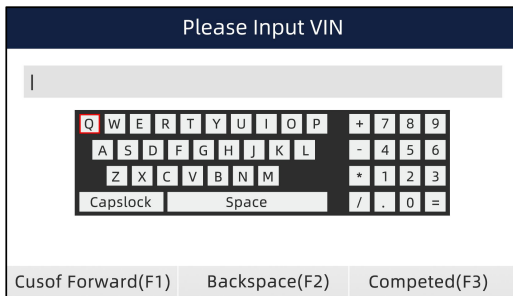 Please Input VIN
Q W E R T Y U I O P + 7 8 9
A S D F G H J K L - 4 5 6
Z X C V B N M * 1 2 3
Capslock Space / . 0 =
Cusof Forward(F1) Backspace(F2) Competed(F3)